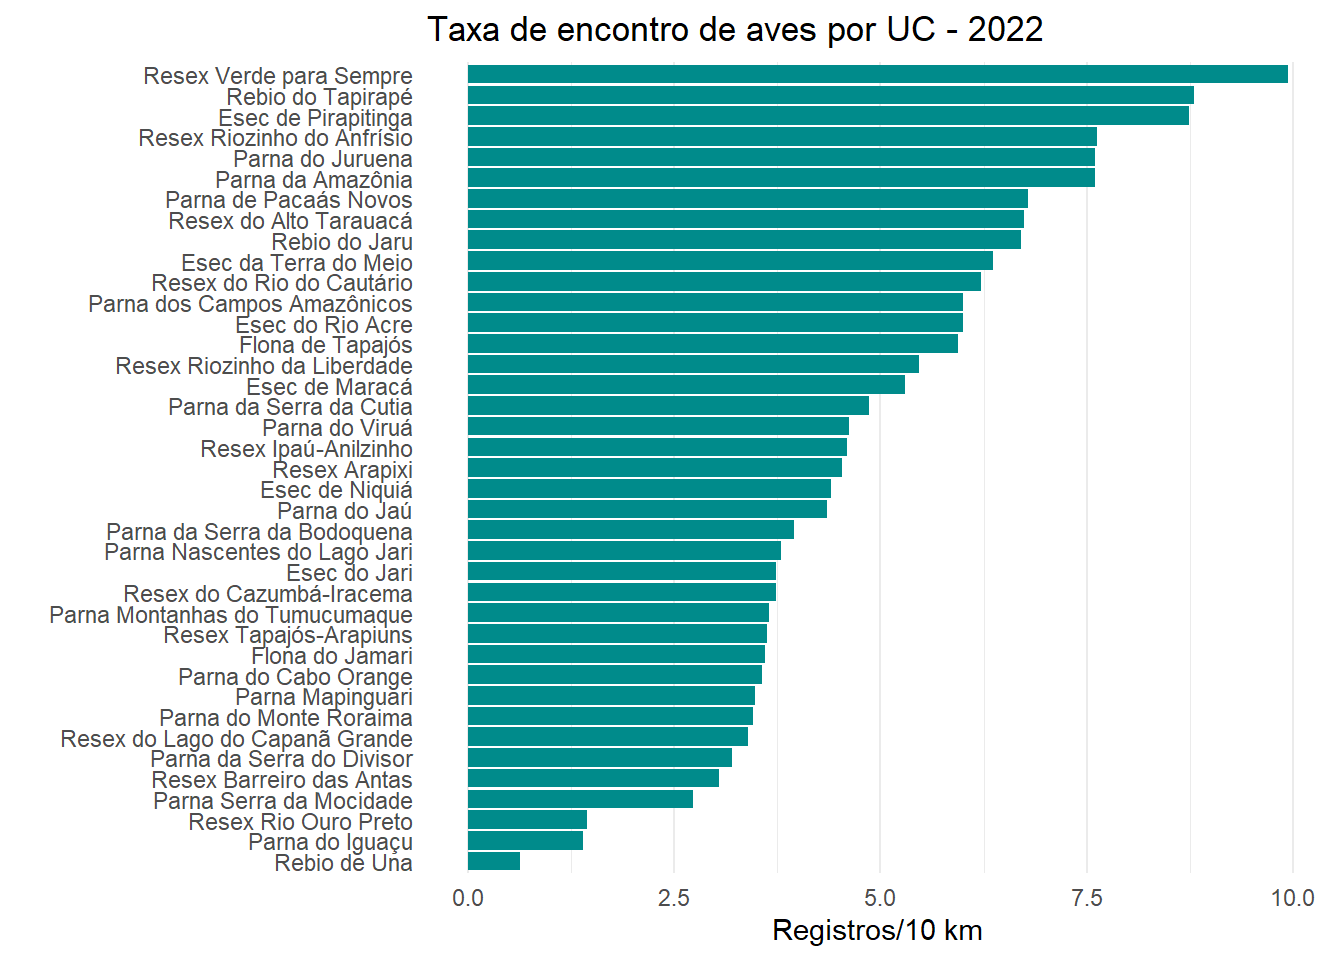 Taxa de encontro de aves por UC - 2022
Resex Verde para Sempre
Rebio do Tapirapé
Esec de Pirapitinga
Resex Riozinho do Anfrísio
Parna do Juruena
Parna da Amazônia
Parna de Pacaás Novos
Resex do Alto Tarauacá
Rebio do Jaru
Esec da Terra do Meio
Resex do Rio do Cautário
Parna dos Campos Amazônicos
Esec do Rio Acre
Flona de Tapajós
Resex Riozinho da Liberdade
Esec de Maracá
Parna da Serra da Cutia
Parna do Viruá
Resex Ipaú-Anilzinho
Resex Arapixi
Esec de Niquiá
Parna do Jaú
Parna da Serra da Bodoquena
Parna Nascentes do Lago Jari
Esec do Jari
Resex do Cazumbá-Iracema
Parna Montanhas do Tumucumaque
Resex Tapajós-Arapiuns
Flona do Jamari
Parna do Cabo Orange
Parna Mapinguari
Parna do Monte Roraima
Resex do Lago do Capanã Grande
Parna da Serra do Divisor
Resex Barreiro das Antas
Parna Serra da Mocidade
Resex Rio Ouro Preto
Parna do Iguaçu
Rebio de Una
0.0 2.5 5.0 7.5 10.0
Registros/10 km